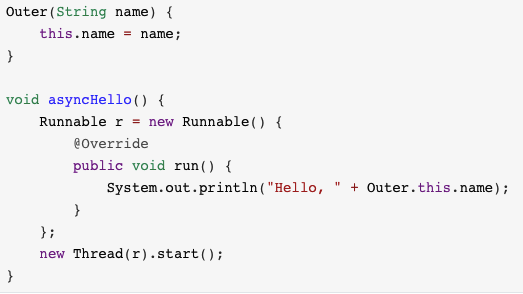 Outer(String name) {
    this.name = name;
}

void asyncHello() {
    Runnable r = new Runnable() {
        @Override
        public void run() {
            System.out.println("Hello, " + Outer.this.name);
        }
    };
    new Thread(r).start();
}